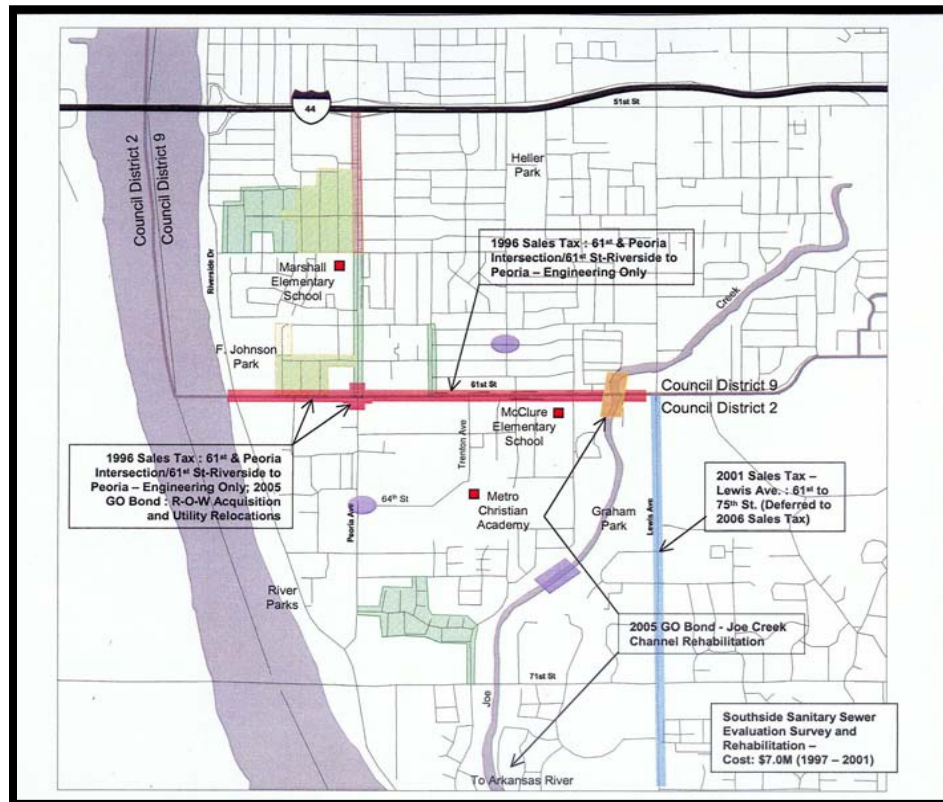 51st St
44
Council District 2
Council District 9
Heller
Park
1996 Sales Tax : 61st & Peoria
Intersection/61st St-Riverside to
Peoria – Engineering Only
Riverside Dr
Marshall
Elementary
School
Creek
F. Johnson
Park
61st St
Council District 9
Council District 2
McClure
Elementary
School
1996 Sales Tax : 61st & Peoria
Intersection/61st St-Riverside to
Peoria – Engineering Only; 2005
GO Bond : R-O-W Acquisition
and Utility Relocations
Trenton Ave
64th St
Peoria Ave
Metro
Christian
Academy
Graham
Park
Lewis Ave
2001 Sales Tax –
Lewis Ave. : 61st to
75th St. (Deferred to
2006 Sales Tax)
River
Parks
2005 GO Bond - Joe Creek
Channel Rehabilitation
71st St
Joe
Southside Sanitary Sewer
Evaluation Survey and
Rehabilitation –
Cost: $7.0M (1997 – 2001)
To Arkansas River